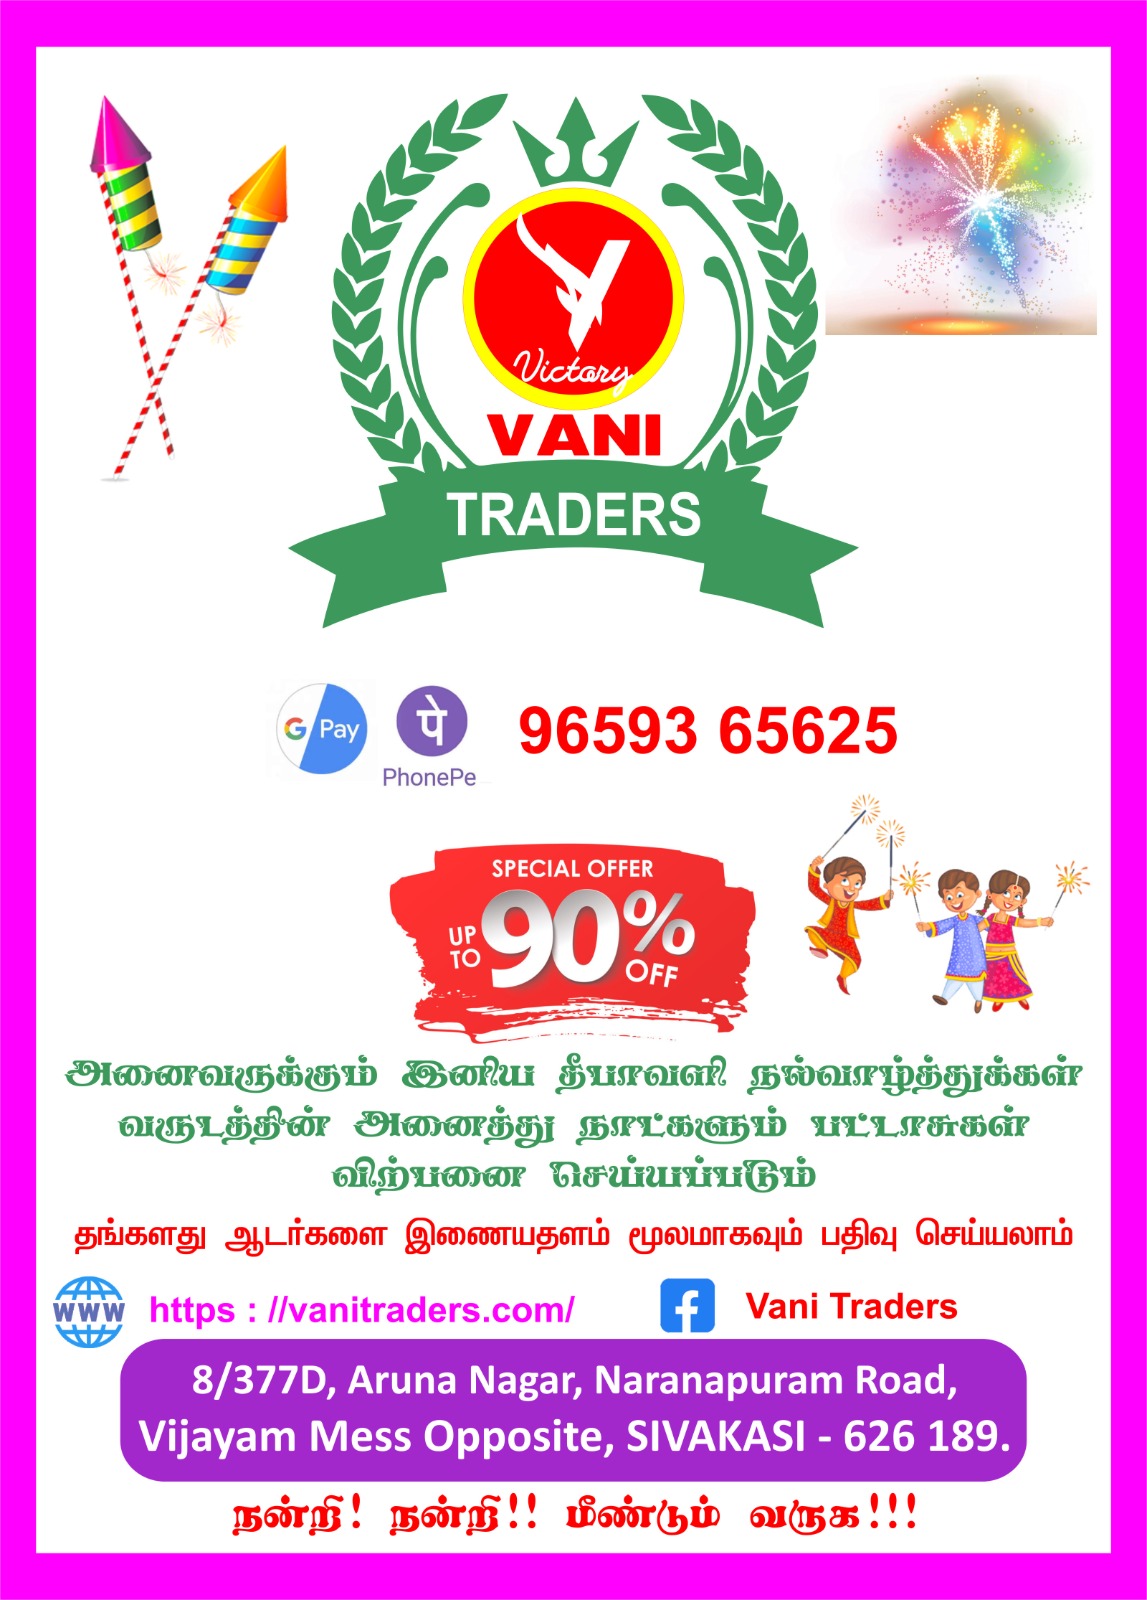 Victory
VANI
TRADERS
G Pay
पे
PhonePe
96593 65625
SPECIAL OFFER
UP TO 90% OFF
அனைவருக்கும் இனிய தீபாவளி நல்வாழ்த்துக்கள்
வருடத்தின் அனைத்து நாட்களும் பட்டாசுகள்
விற்பனை செய்யப்படும்
தங்களது ஆடர்களை இணையதளம் மூலமாகவும் பதிவு செய்யலாம்
WWW https : //vanitraders.com/ f Vani Traders
8/377D, Aruna Nagar, Naranapuram Road,
Vijayam Mess Opposite, SIVAKASI - 626 189.
நன்றி! நன்றி!! மீண்டும் வருக!!!